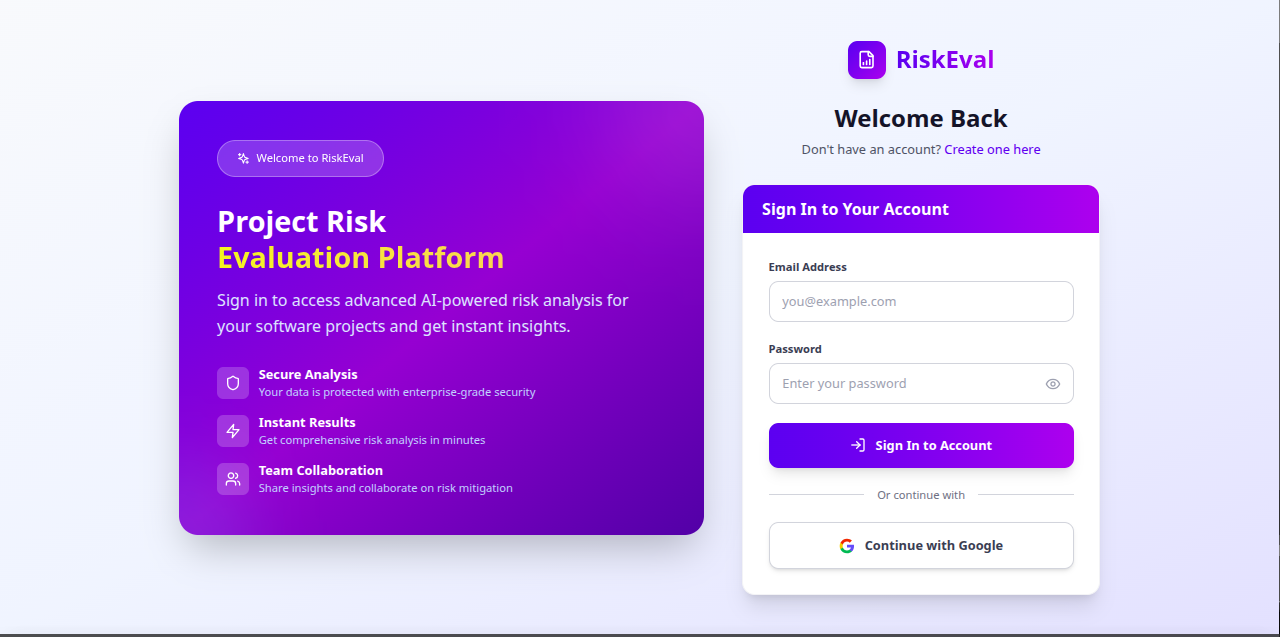 Welcome to RiskEval
Project Risk
Evaluation Platform
Sign in to access advanced AI-powered risk analysis for
your software projects and get instant insights.
Secure Analysis
Your data is protected with enterprise-grade security
Instant Results
Get comprehensive risk analysis in minutes
Team Collaboration
Share insights and collaborate on risk mitigation
RiskEval
Welcome Back
Don't have an account? Create one here
Sign In to Your Account
Email Address
you@example.com
Password
Enter your password
Sign In to Account
Or continue with
Continue with Google